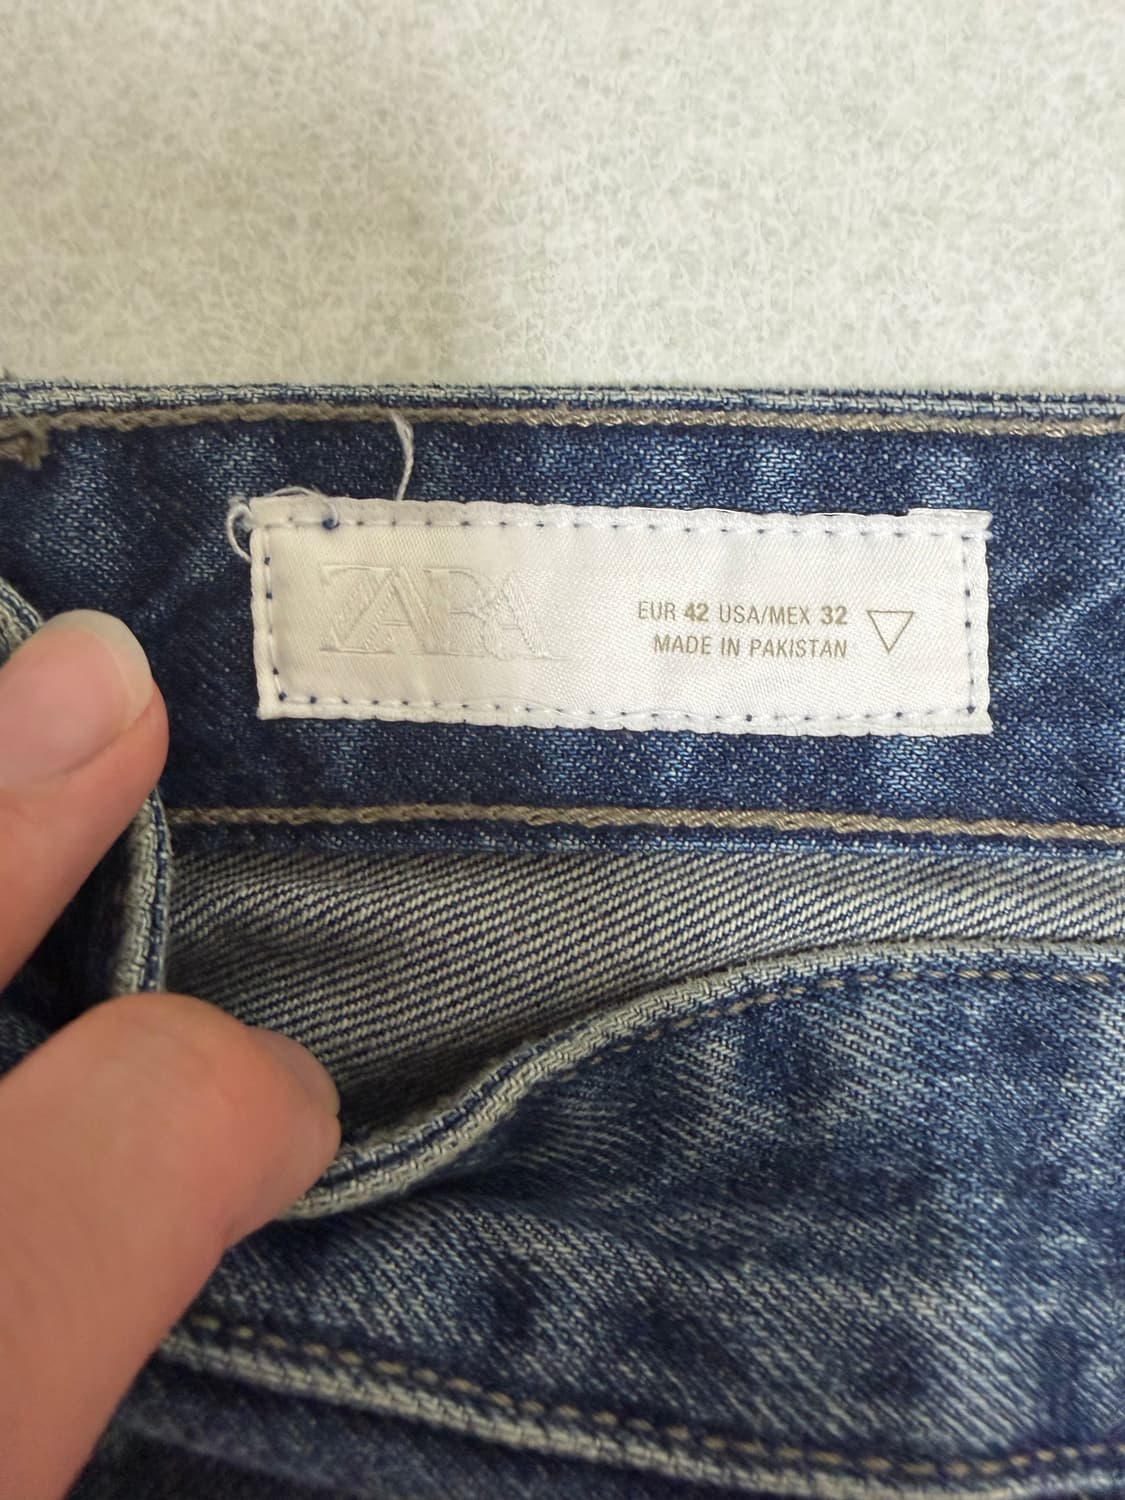 ZARA
EUR 42 USA/MEX 32
MADE IN PAKISTAN